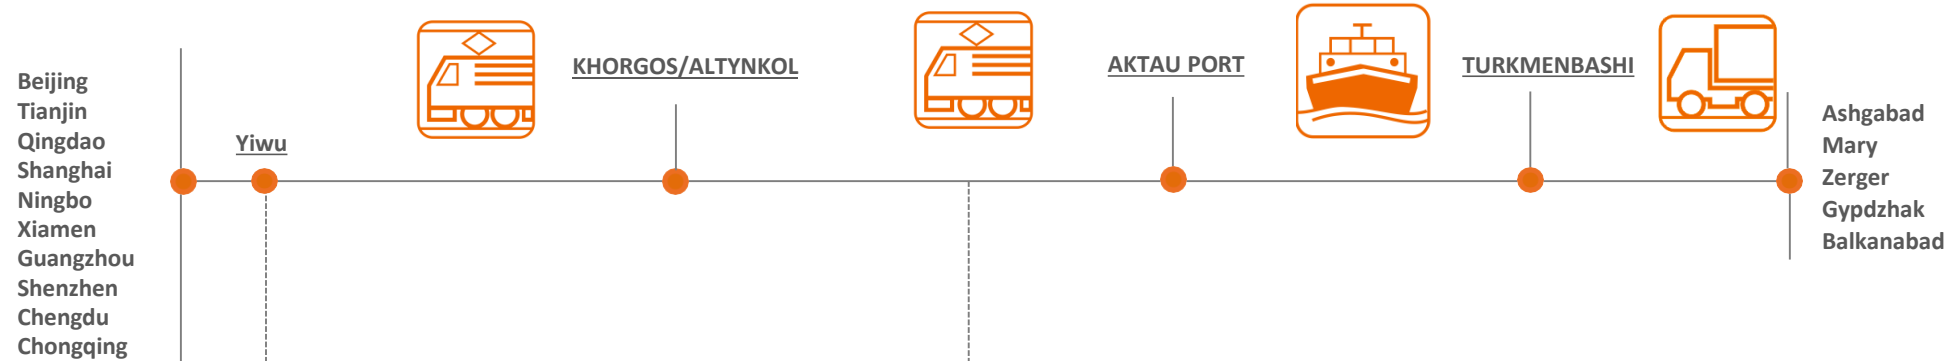 Beijing
Tianjin
Qingdao
Shanghai
Ningbo
Xiamen
Guangzhou
Shenzhen
Chengdu
Chongqing
Yiwu
KHORGOS/ALTYNKOL
AKTAU PORT
TURKMENBASHI
Ashgabad
Mary
Zerger
Gypdzhak
Balkanabad